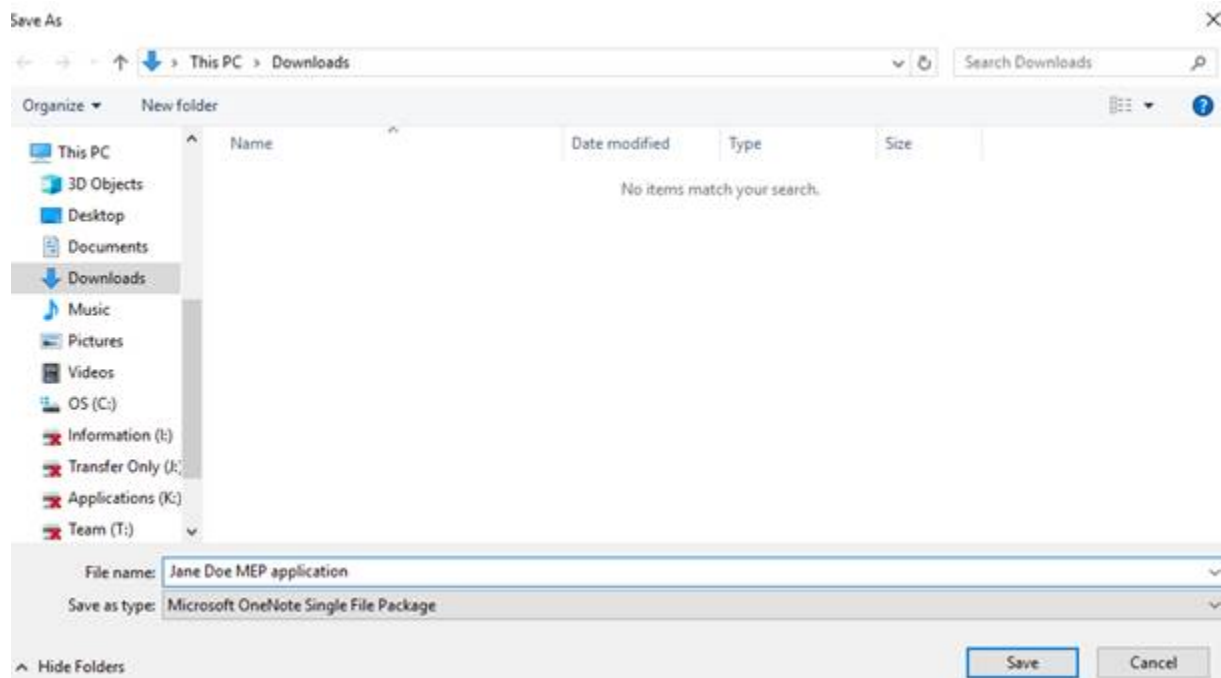 Save As
This PC > Downloads
Search Downloads
Organize
New folder
Name
Date modified
Type
Size
No items match your search.
This PC
3D Objects
Desktop
Documents
Downloads
Music
Pictures
Videos
OS (C:)
Information (I:)
Transfer Only (J:)
Applications (K:)
Team (T:)
File name: Jane Doe MEP application
Save as type: Microsoft OneNote Single File Package
Hide Folders
Save
Cancel